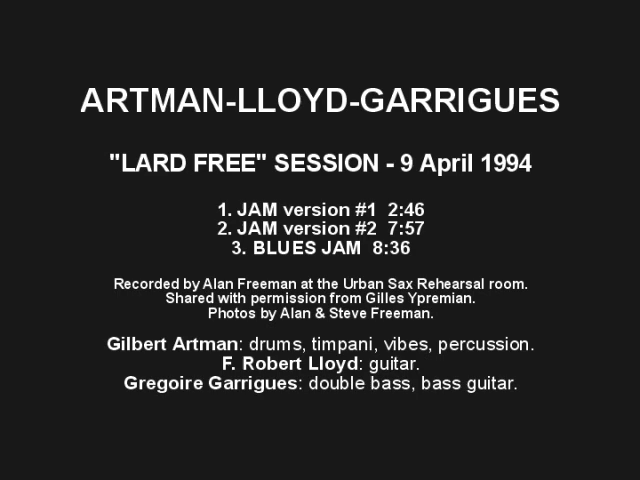 ARTMAN-LLOYD-GARRIGUES
"LARD FREE" SESSION - 9 April 1994
1. JAM version #1 2:46
2. JAM version #2 7:57
3. BLUES JAM 8:36
Recorded by Alan Freeman at the Urban Sax Rehearsal room.
Shared with permission from Gilles Ypremian.
Photos by Alan & Steve Freeman.
Gilbert Artman: drums, timpani, vibes, percussion.
F. Robert Lloyd: guitar.
Gregoire Garrigues: double bass, bass guitar.